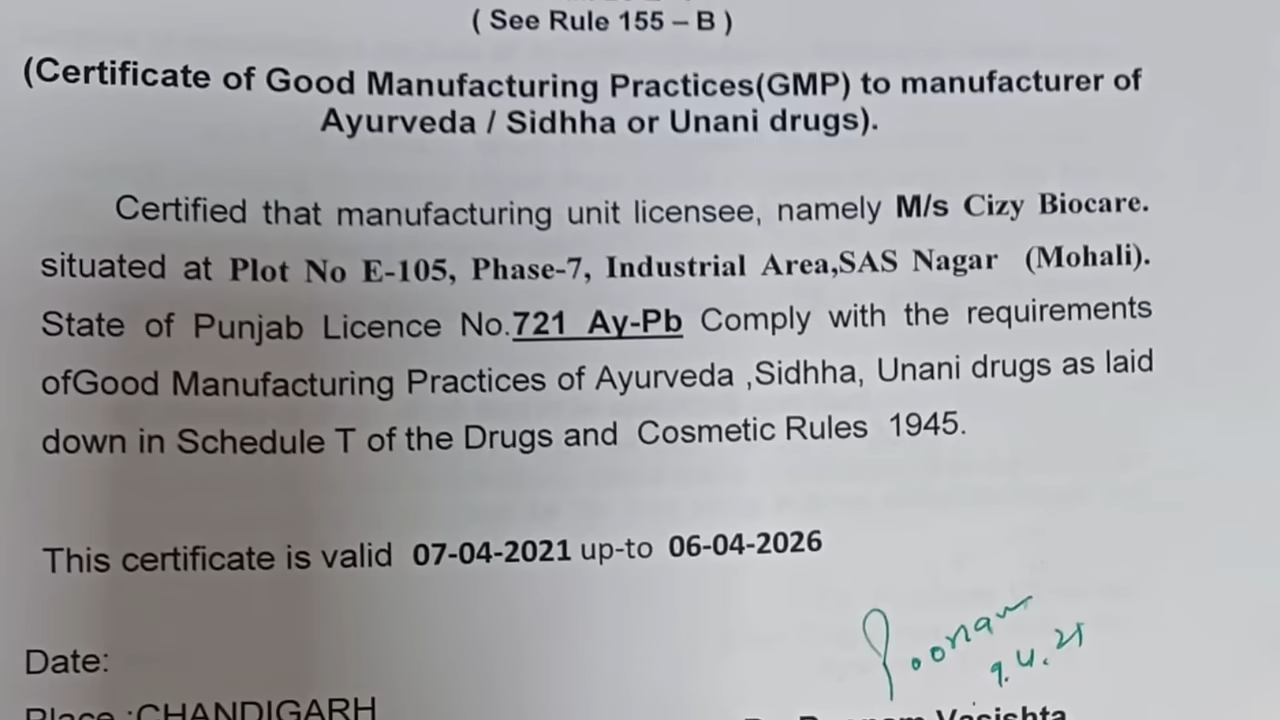 ( See Rule 155 – B )
(Certificate of Good Manufacturing Practices(GMP) to manufacturer of
Ayurveda / Sidhha or Unani drugs).
Certified that manufacturing unit licensee, namely M/s Cizy Biocare.
situated at Plot No E-105, Phase-7, Industrial Area,SAS Nagar (Mohali).
State of Punjab Licence No.721 Ay-Pb Comply with the requirements
ofGood Manufacturing Practices of Ayurveda ,Sidhha, Unani drugs as laid
down in Schedule T of the Drugs and Cosmetic Rules 1945.
This certificate is valid 07-04-2021 up-to 06-04-2026
Poonam
9.4.21
Date:
Place :CHANDIGARH
Vasishta